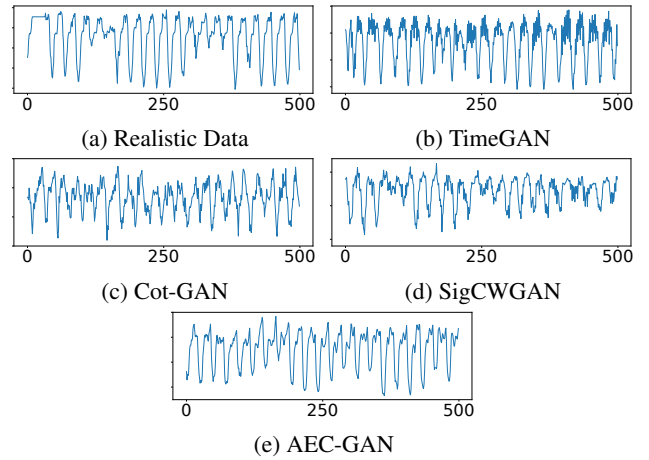 0 250 500 0 250 500
(a) Realistic Data (b) TimeGAN
0 250 500 0 250 500
(c) Cot-GAN (d) SigCWGAN
0 250 500
(e) AEC-GAN